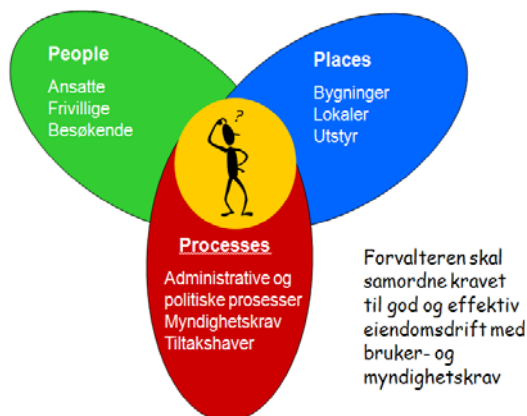 People
Ansatte
Frivillige
Besøkende
Places
Bygninger
Lokaler
Utstyr
?
Processes
Administrative og
politiske prosesser
Myndighetskrav
Tiltakshaver
Forvalteren skal
samordne kravet
til god og effektiv
eiendomsdrift med
bruker- og
myndighetskrav